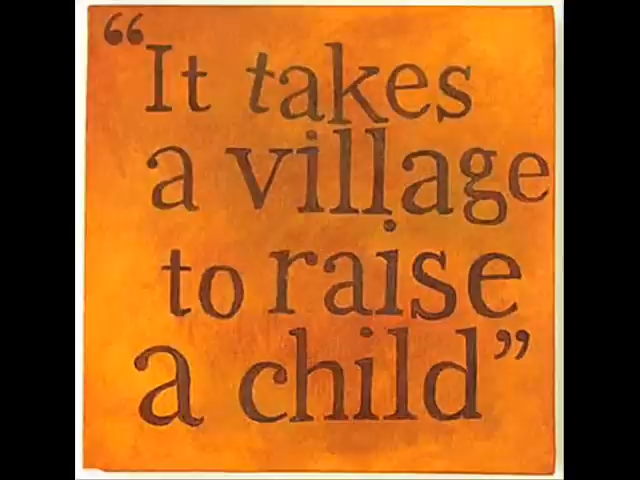 “It takes
a village
to raise
a child”